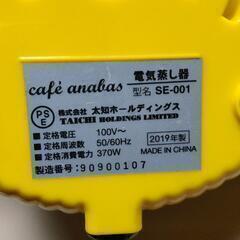 café anabas 電気蒸し器
型名 SE-001
PS
E
株式会社 太知ホールディングス
TAICHI HOLDINGS LIMITED
定格電圧 100V～
定格周波数 50/60Hz
定格消費電力 370W
2019年製
MADE IN CHINA
製造番号: 90900107